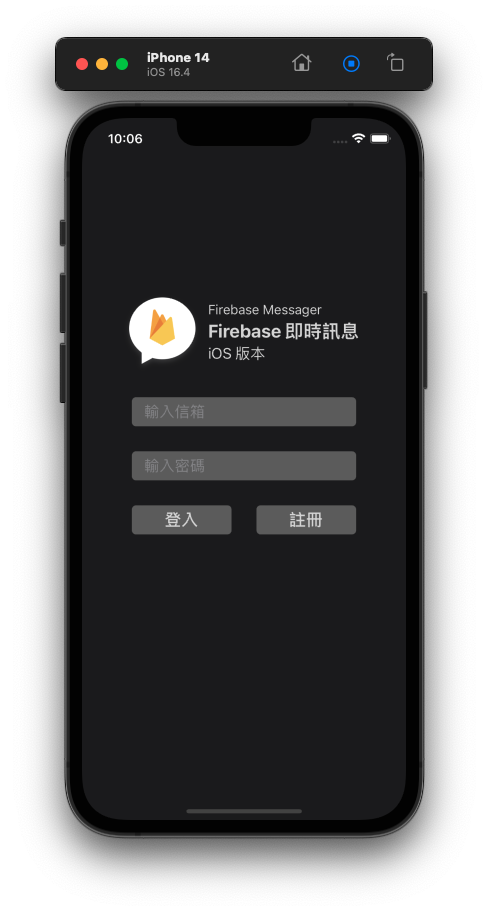 iPhone 14
iOS 16.4
10:06
Firebase Messager
Firebase 即時訊息
iOS 版本
輸入信箱
輸入密碼
登入 註冊